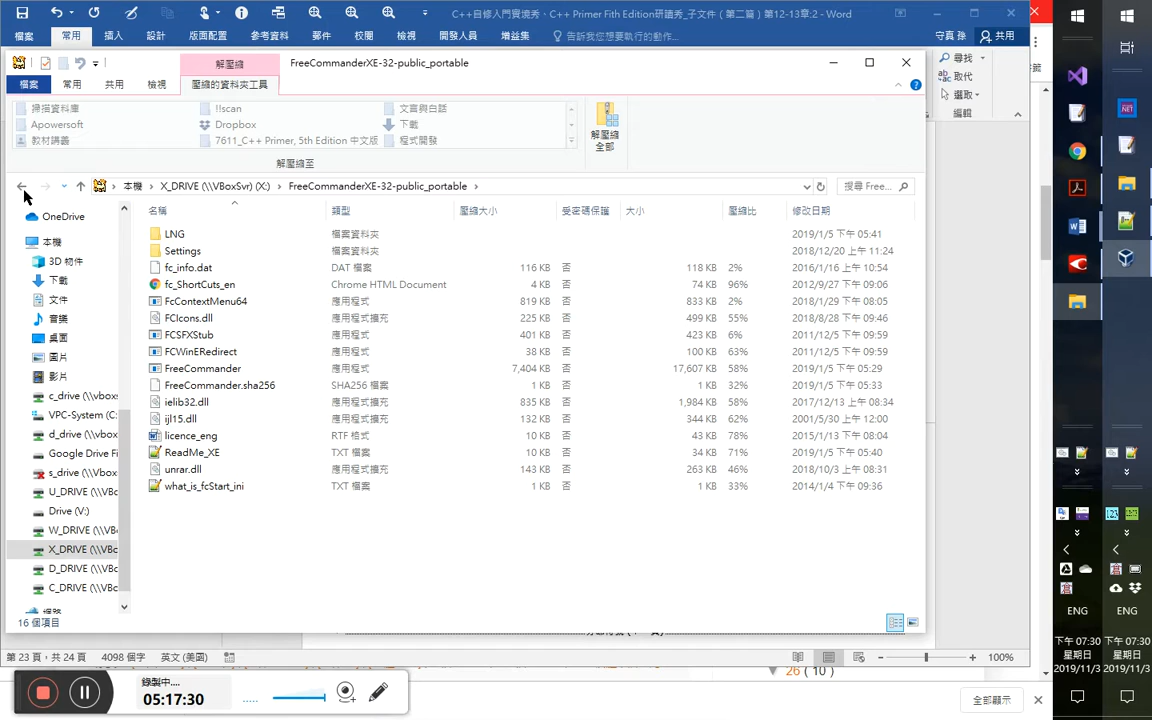 C++自修入門實境秀、C++ Primer Fith Edition研讀秀_子文件（第二篇）第12-13章:2 - Word
檔案 常用 插入 設計 版面配置 參考資料 郵件 校閱 檢視 開發人員 增益集 告訴我您想要執行的動作... 守真 孫 共用
解壓縮 FreeCommanderXE-32-public_portable
檔案 常用 共用 檢視 壓縮的資料夾工具
尋找
取代
選取
編輯
掃描資料庫 !!scan 文言與白話
Apowersoft Dropbox 下載
教材講義 7611_C++ Primer, 5th Edition 中文版 程式開發
解壓縮全部
解壓縮至
本機 X_DRIVE (\\VBoxSvr) (X:) FreeCommanderXE-32-public_portable 搜尋 Free...
名稱 類型 壓縮大小 受密碼保護 大小 壓縮比 修改日期
LNG 檔案資料夾 2019/1/5 下午 05:41
Settings 檔案資料夾 2018/12/20 上午 11:24
fc_info.dat DAT 檔案 116 KB 否 118 KB 2% 2016/1/16 上午 10:54
fc_ShortCuts_en Chrome HTML Document 4 KB 否 74 KB 96% 2012/9/27 下午 09:06
FcContextMenu64 應用程式 819 KB 否 833 KB 2% 2018/1/29 下午 08:05
FCIcons.dll 應用程式擴充 225 KB 否 499 KB 55% 2018/8/28 下午 09:46
FCSFXStub 應用程式 401 KB 否 423 KB 6% 2011/12/5 下午 09:59
FCWinERedirect 應用程式 38 KB 否 100 KB 63% 2011/12/5 下午 09:59
FreeCommander 應用程式 7,404 KB 否 17,607 KB 58% 2019/1/5 下午 05:29
FreeCommander.sha256 SHA256 檔案 1 KB 否 1 KB 32% 2019/1/5 下午 05:33
ielib32.dll 應用程式擴充 835 KB 否 1,984 KB 58% 2017/12/13 上午 08:34
ijl15.dll 應用程式擴充 132 KB 否 344 KB 62% 2001/5/30 上午 12:00
licence_eng RTF 格式 10 KB 否 43 KB 78% 2015/1/13 下午 08:04
ReadMe_XE TXT 檔案 10 KB 否 34 KB 71% 2019/1/5 下午 05:40
unrar.dll 應用程式擴充 143 KB 否 263 KB 46% 2018/10/3 上午 08:31
what_is_fcStart_ini TXT 檔案 1 KB 否 1 KB 33% 2014/1/4 下午 09:36
OneDrive
本機
3D 物件
下載
文件
音樂
桌面
圖片
影片
c_drive (\\vbox
VPC-System (C:
d_drive (\\vbox
Google Drive Fi
s_drive (\\vbox
U_DRIVE (\\VBo
Drive (V:)
W_DRIVE (\\VB
X_DRIVE (\\VBo
D_DRIVE (\\VBo
C_DRIVE (\\VBo
網路
16 個項目
第 23 頁，共 24 頁 4098 個字 英文 (美國) 100%
錄製中....
05:17:30
26 ( 10 )
全部顯示
ENG ENG
下午 07:30 下午 07:30
星期日 星期日
2019/11/3 2019/11/3